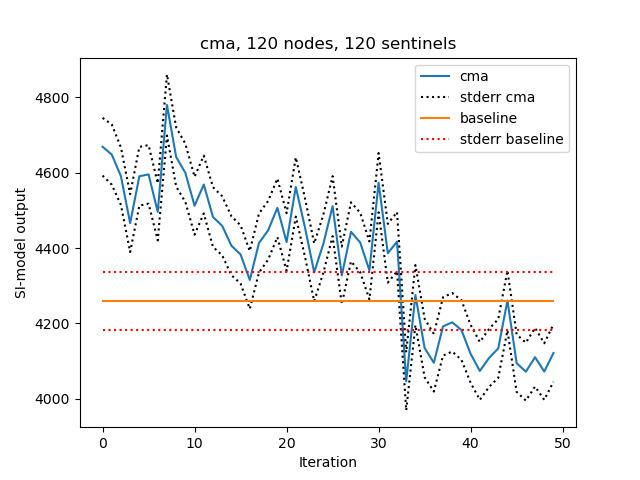 cma, 120 nodes, 120 sentinels
cma
stderr cma
baseline
stderr baseline
SI-model output
4800
4600
4400
4200
4000
0 10 20 30 40 50
Iteration